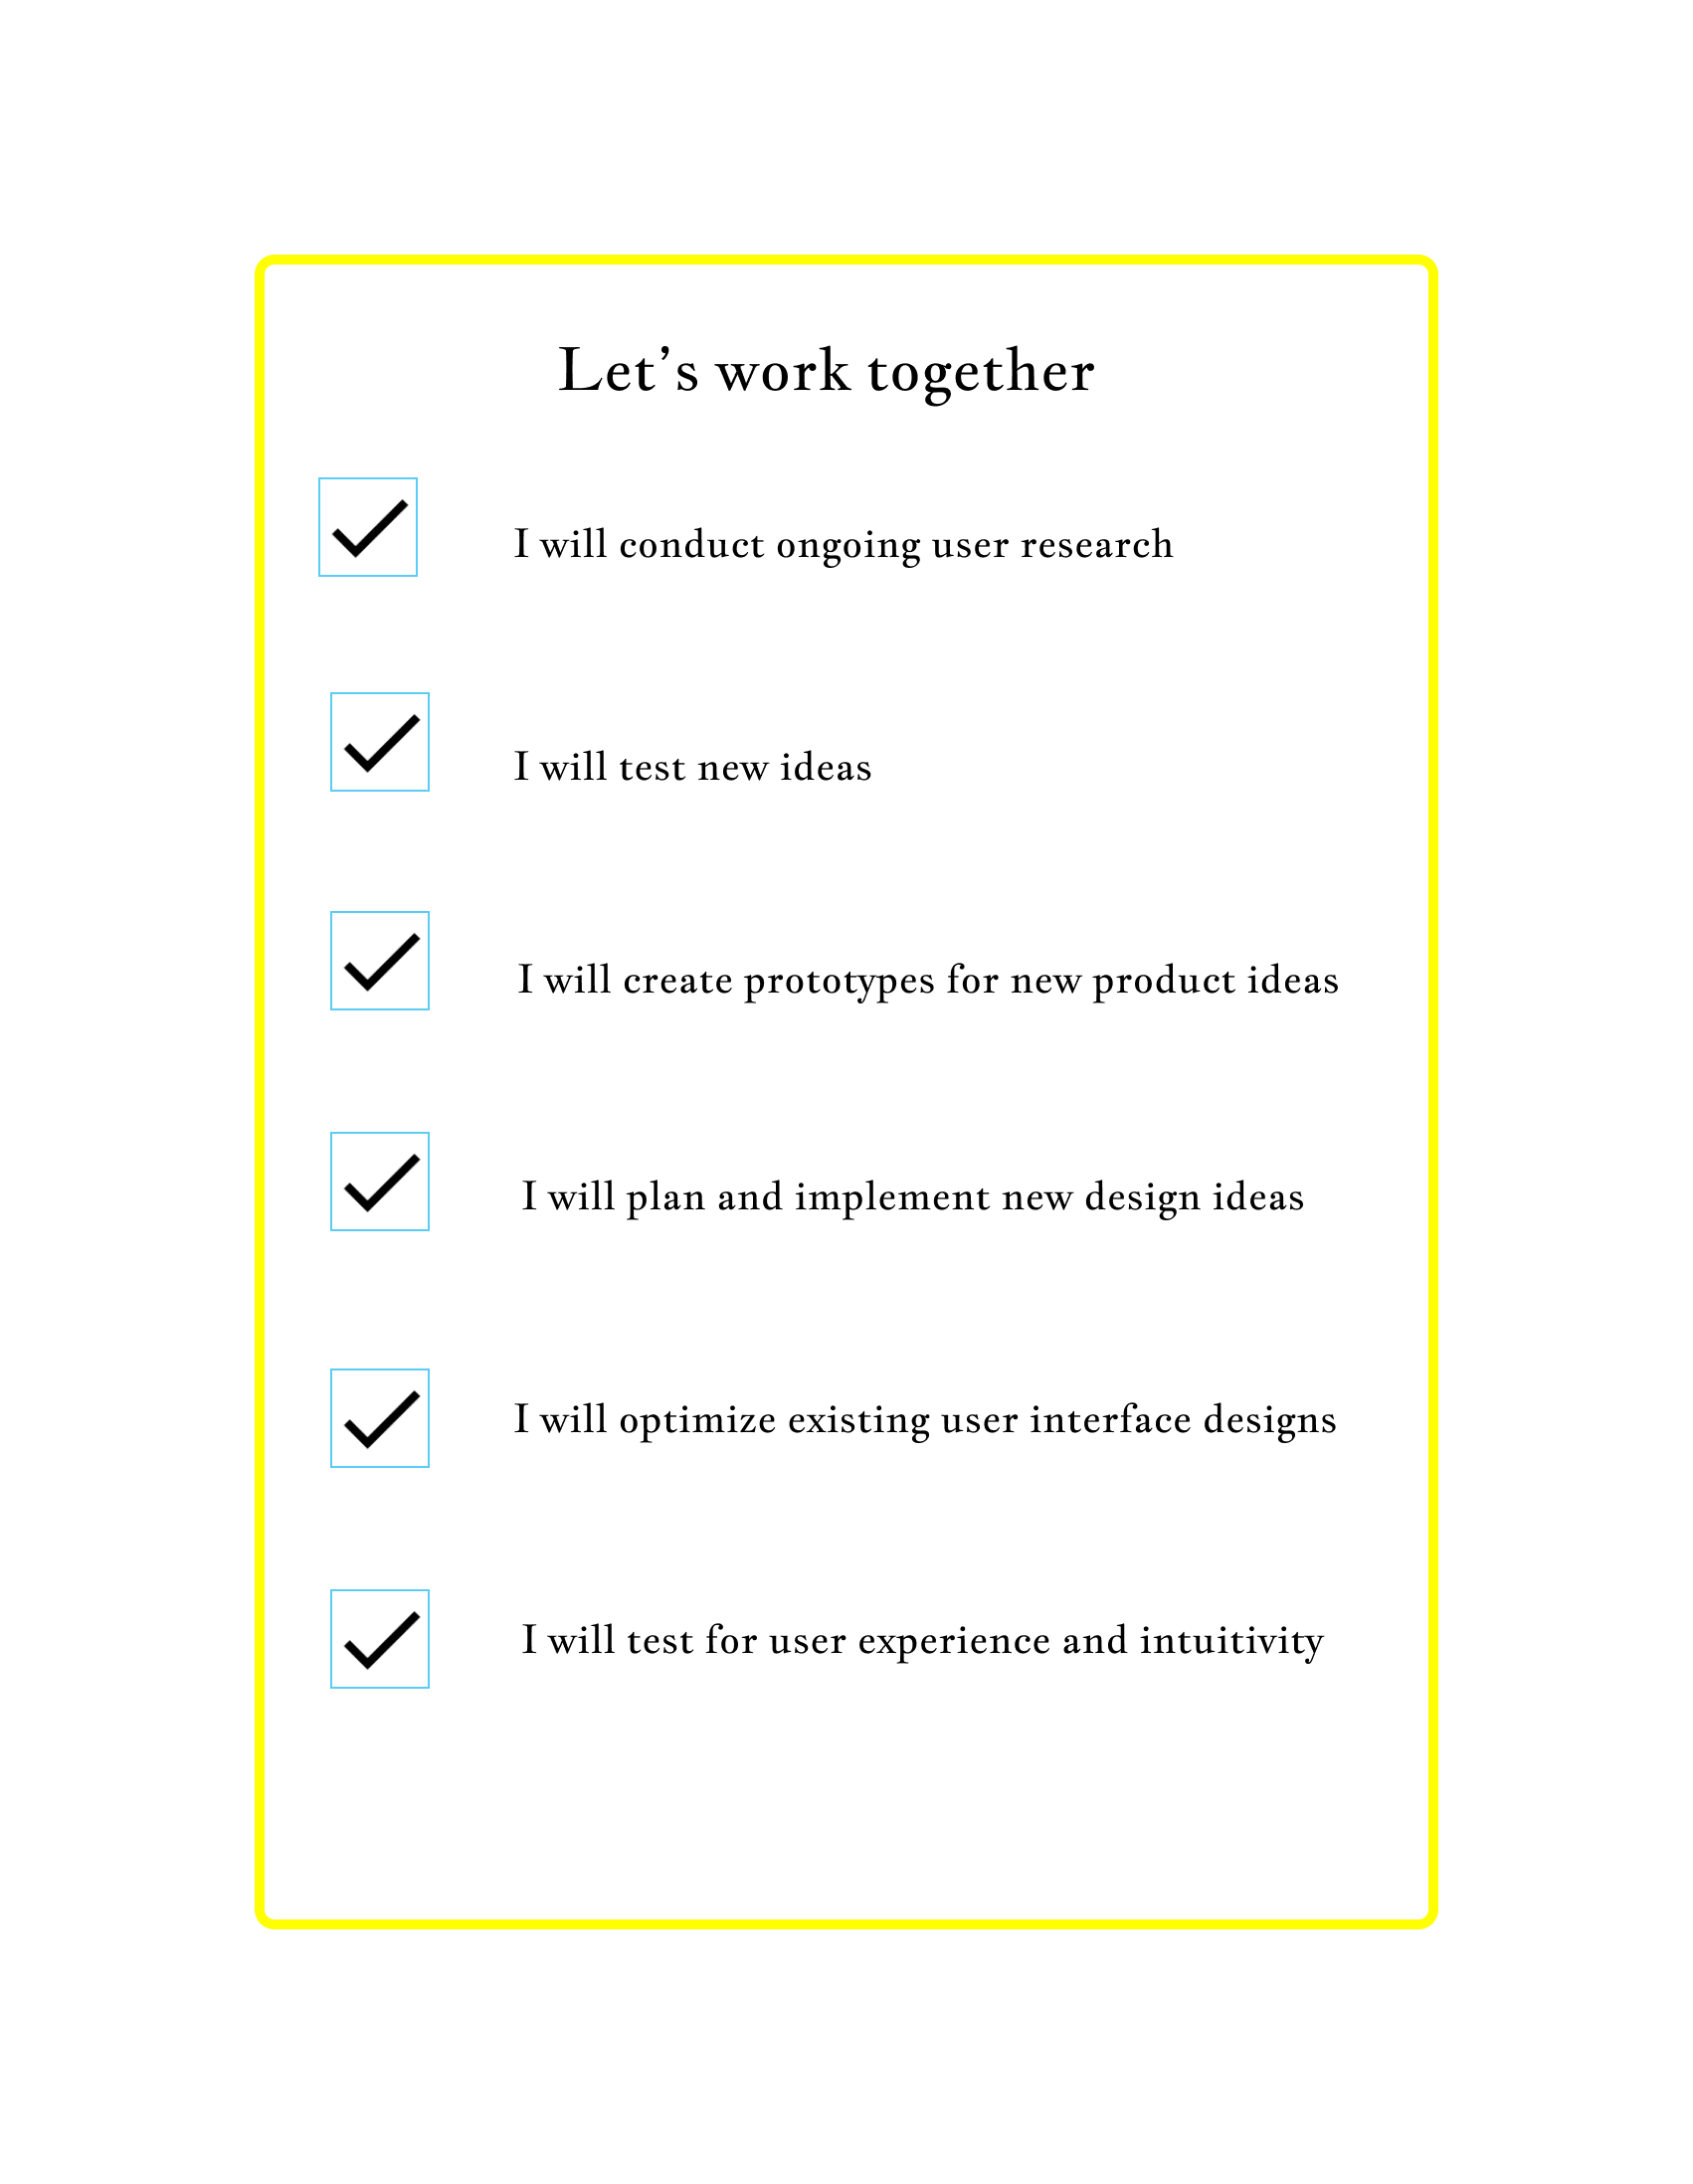 Let’s work together
I will conduct ongoing user research
I will test new ideas
I will create prototypes for new product ideas
I will plan and implement new design ideas
I will optimize existing user interface designs
I will test for user experience and intuitivity